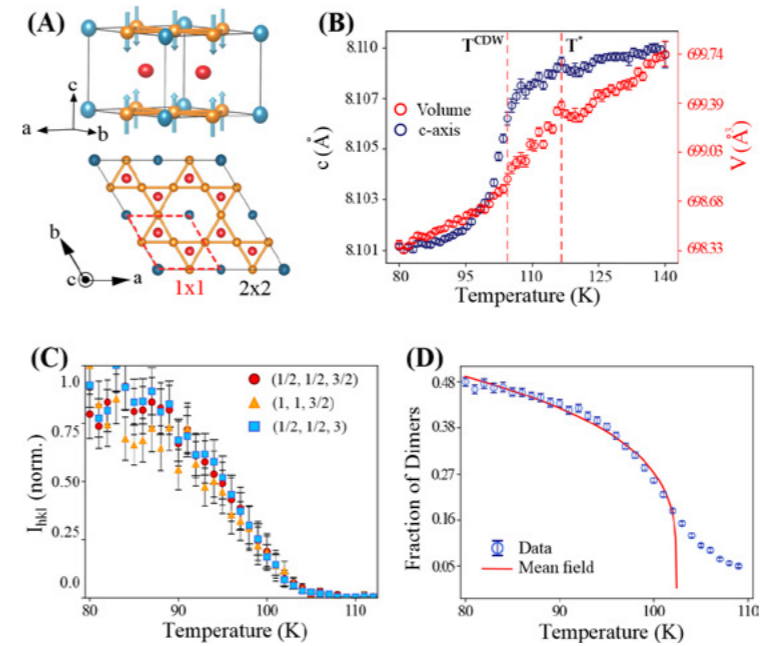 (A)
c
a
b
b
c
a
1x1
2x2
(B)
T^CDW
T*
Volume
c-axis
c (Å)
8.110
8.107
8.105
8.103
8.101
V (Å³)
699.74
699.39
699.03
698.68
698.33
80
95
110
125
140
Temperature (K)
(C)
(1/2, 1/2, 3/2)
(1, 1, 3/2)
(1/2, 1/2, 3)
I_hkl (norm.)
1.0
0.75
0.5
0.25
0.0
80
90
100
110
Temperature (K)
(D)
Data
Mean field
Fraction of Dimers
0.48
0.38
0.27
0.16
0.05
80
90
100
110
Temperature (K)